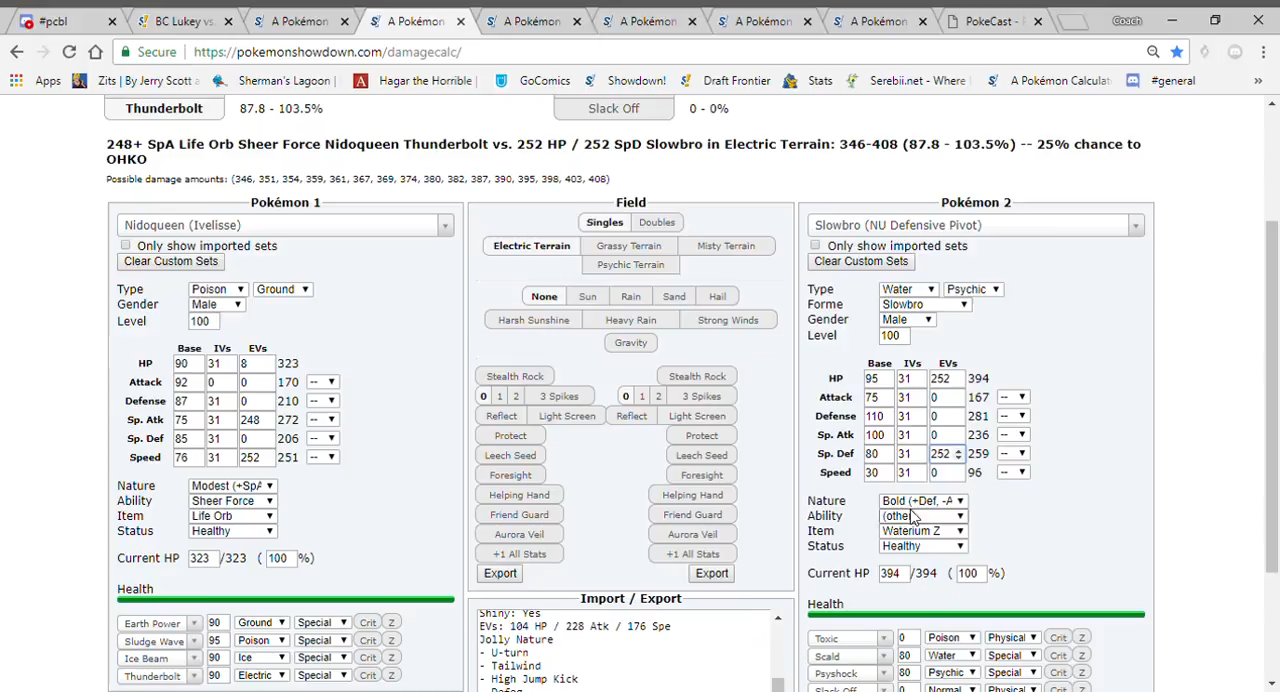 #pcbl
BC Lukey vs.
A Pokémon
A Pokémon
A Pokémon
A Pokémon
A Pokémon
A Pokémon
PokeCast -
Coach
Secure
https://pokemonshowdown.com/damagecalc/
Apps
Zits | By Jerry Scott a
Sherman's Lagoon |
Hagar the Horrible |
GoComics
Showdown!
Draft Frontier
Stats
Serebii.net - Where
A Pokémon Calculat
#general
Thunderbolt 87.8 - 103.5%
Slack Off 0 - 0%
248+ SpA Life Orb Sheer Force Nidoqueen Thunderbolt vs. 252 HP / 252 SpD Slowbro in Electric Terrain: 346-408 (87.8 - 103.5%) -- 25% chance to
OHKO
Possible damage amounts: (346, 351, 354, 359, 361, 367, 369, 374, 380, 382, 387, 390, 395, 398, 403, 408)
Pokémon 1
Nidoqueen (Ivelisse)
Only show imported sets
Clear Custom Sets
Type Poison Ground
Gender Male
Level 100
Base IVs EVs
HP 90 31 8 323
Attack 92 0 0 170 --
Defense 87 31 0 210 --
Sp. Atk 75 31 248 272 --
Sp. Def 85 31 0 206 --
Speed 76 31 252 251 --
Nature Modest (+SpA
Ability Sheer Force
Item Life Orb
Status Healthy
Current HP 323 /323 ( 100 %)
Health
Earth Power 90 Ground Special Crit Z
Sludge Wave 95 Poison Special Crit Z
Ice Beam 90 Ice Special Crit Z
Thunderbolt 90 Electric Special Crit Z
Field
Singles Doubles
Electric Terrain Grassy Terrain Misty Terrain
Psychic Terrain
None Sun Rain Sand Hail
Harsh Sunshine Heavy Rain Strong Winds
Gravity
Stealth Rock Stealth Rock
0 1 2 3 Spikes 0 1 2 3 Spikes
Reflect Light Screen Reflect Light Screen
Protect Protect
Leech Seed Leech Seed
Foresight Foresight
Helping Hand Helping Hand
Friend Guard Friend Guard
Aurora Veil Aurora Veil
+1 All Stats +1 All Stats
Export Export
Import / Export
Shiny: Yes
EVs: 104 HP / 228 Atk / 176 Spe
Jolly Nature
- U-turn
- Tailwind
- High Jump Kick
- Defog
Pokémon 2
Slowbro (NU Defensive Pivot)
Only show imported sets
Clear Custom Sets
Type Water Psychic
Forme Slowbro
Gender Male
Level 100
Base IVs EVs
HP 95 31 252 394
Attack 75 31 0 167 --
Defense 110 31 0 281 --
Sp. Atk 100 31 0 236 --
Sp. Def 80 31 252 259 --
Speed 30 31 0 96 --
Nature Bold (+Def, -A
Ability (other
Item Waterium Z
Status Healthy
Current HP 394 /394 ( 100 %)
Health
Toxic 0 Poison Physical Crit Z
Scald 80 Water Special Crit Z
Psyshock 80 Psychic Special Crit Z
Slack Off 0 Normal Physical Crit Z